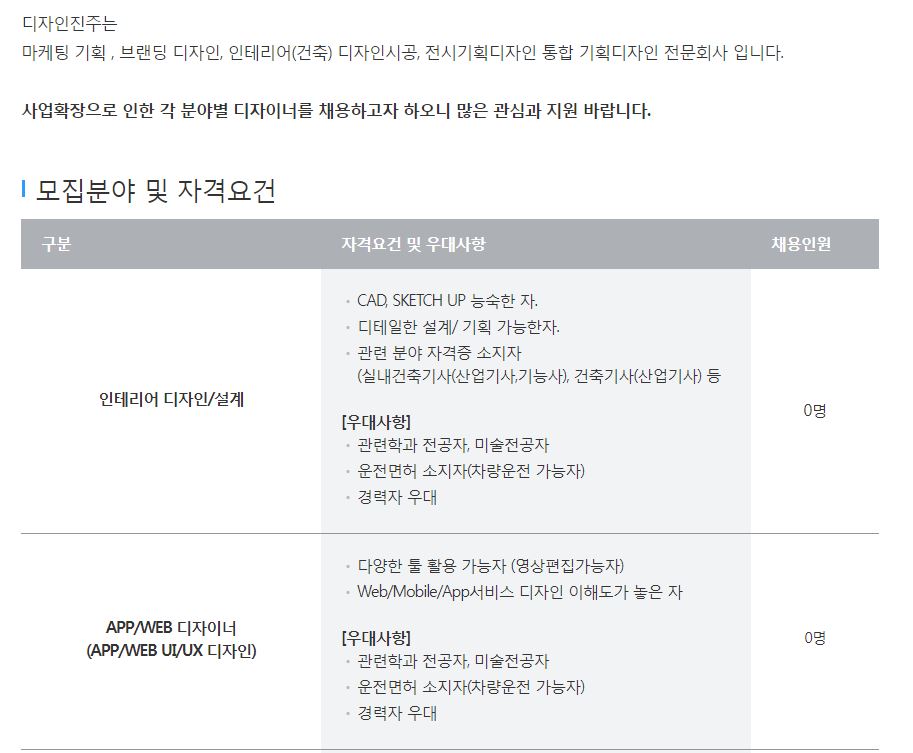 디자인진주는
마케팅 기획 , 브랜딩 디자인, 인테리어(건축) 디자인시공, 전시기획디자인 통합 기획디자인 전문회사 입니다.
사업확장으로 인한 각 분야별 디자이너를 채용하고자 하오니 많은 관심과 지원 바랍니다.
모집분야 및 자격요건
구분 자격요건 및 우대사항 채용인원
인테리어 디자인/설계
· CAD, SKETCH UP 능숙한 자.
· 디테일한 설계/ 기획 가능한자.
· 관련 분야 자격증 소지자
(실내건축기사(산업기사,기능사), 건축기사(산업기사) 등
[우대사항]
· 관련학과 전공자, 미술전공자
· 운전면허 소지자(차량운전 가능자)
· 경력자 우대
0명
APP/WEB 디자이너
(APP/WEB UI/UX 디자인)
· 다양한 툴 활용 가능자 (영상편집가능자)
· Web/Mobile/App서비스 디자인 이해도가 놓은 자
[우대사항]
· 관련학과 전공자, 미술전공자
· 운전면허 소지자(차량운전 가능자)
· 경력자 우대
0명